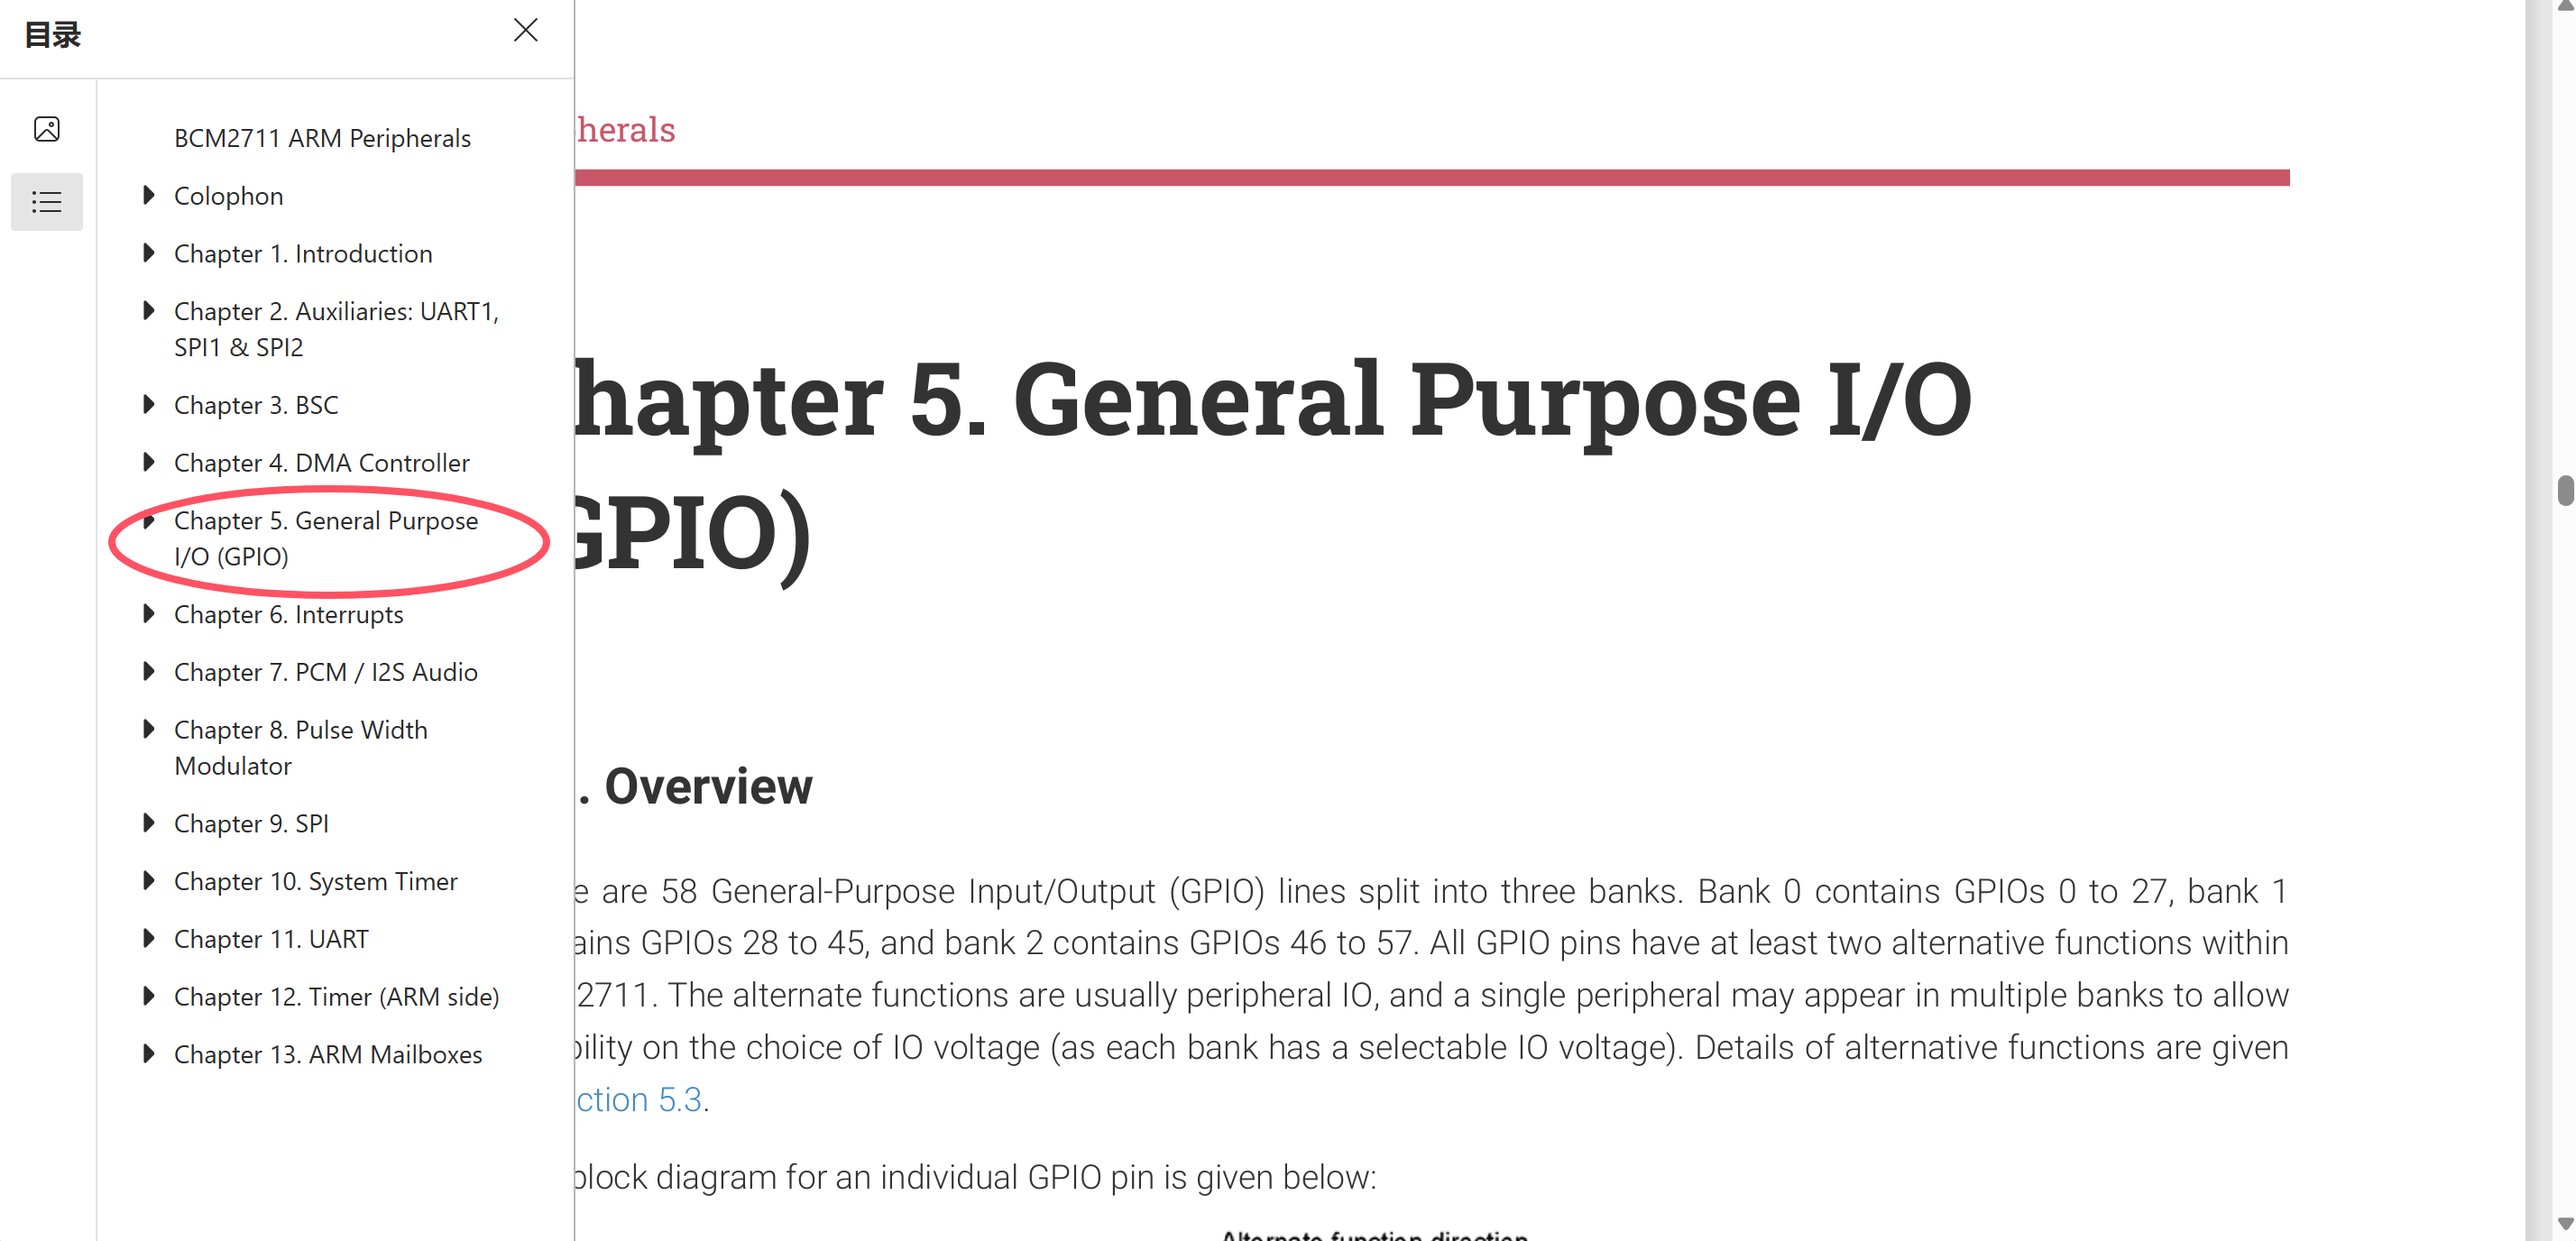 目录
BCM2711 ARM Peripherals
Colophon
Chapter 1. Introduction
Chapter 2. Auxiliaries: UART1,
SPI1 & SPI2
Chapter 3. BSC
Chapter 4. DMA Controller
Chapter 5. General Purpose
I/O (GPIO)
Chapter 6. Interrupts
Chapter 7. PCM / I2S Audio
Chapter 8. Pulse Width
Modulator
Chapter 9. SPI
Chapter 10. System Timer
Chapter 11. UART
Chapter 12. Timer (ARM side)
Chapter 13. ARM Mailboxes
herals
hapter 5. General Purpose I/O
GPIO)
. Overview
e are 58 General-Purpose Input/Output (GPIO) lines split into three banks. Bank 0 contains GPIOs 0 to 27, bank 1
ains GPIOs 28 to 45, and bank 2 contains GPIOs 46 to 57. All GPIO pins have at least two alternative functions within
2711. The alternate functions are usually peripheral IO, and a single peripheral may appear in multiple banks to allow
bility on the choice of IO voltage (as each bank has a selectable IO voltage). Details of alternative functions are given
ction 5.3.
block diagram for an individual GPIO pin is given below:
Alternate function direction